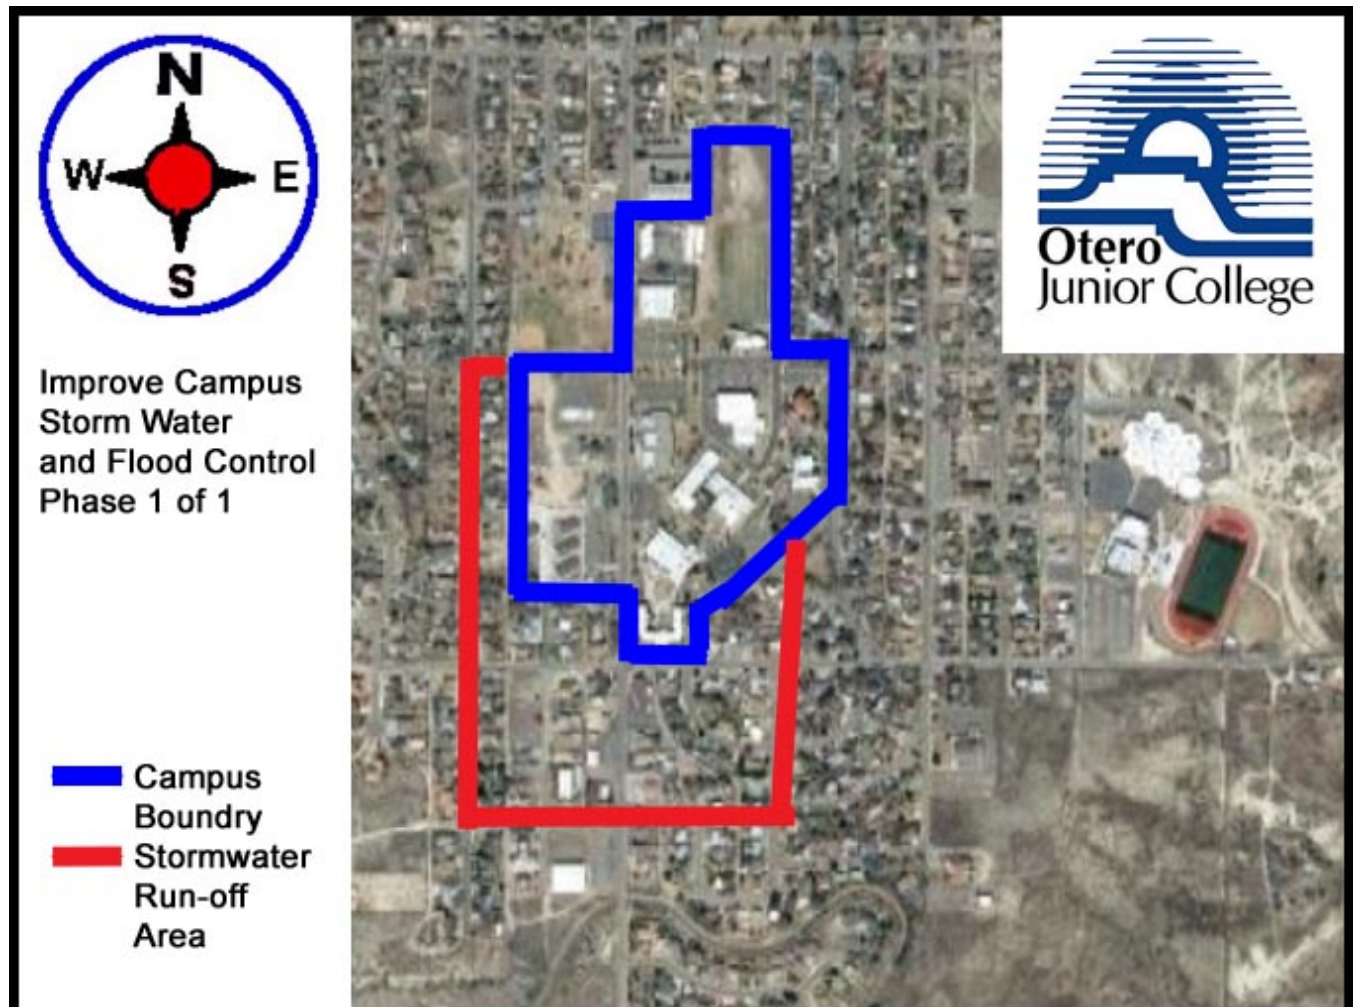 N
W E
S
Improve Campus
Storm Water
and Flood Control
Phase 1 of 1
Campus
Boundry
Stormwater
Run-off
Area
Otero
Junior College